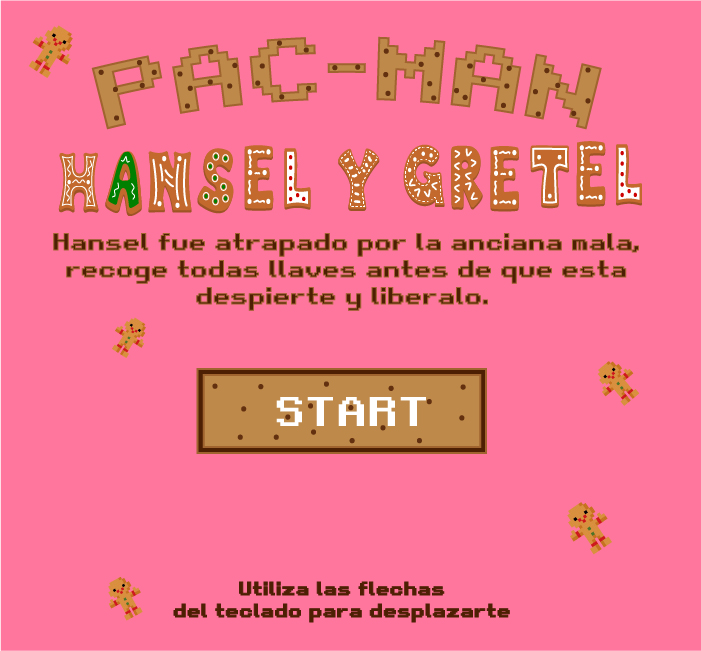 PAC-MAN
HANSEL Y GRETEL
Hansel fue atrapado por la anciana mala,
recoge todas llaves antes de que esta
despierte y liberalo.
START
Utiliza las flechas
del teclado para desplazarte